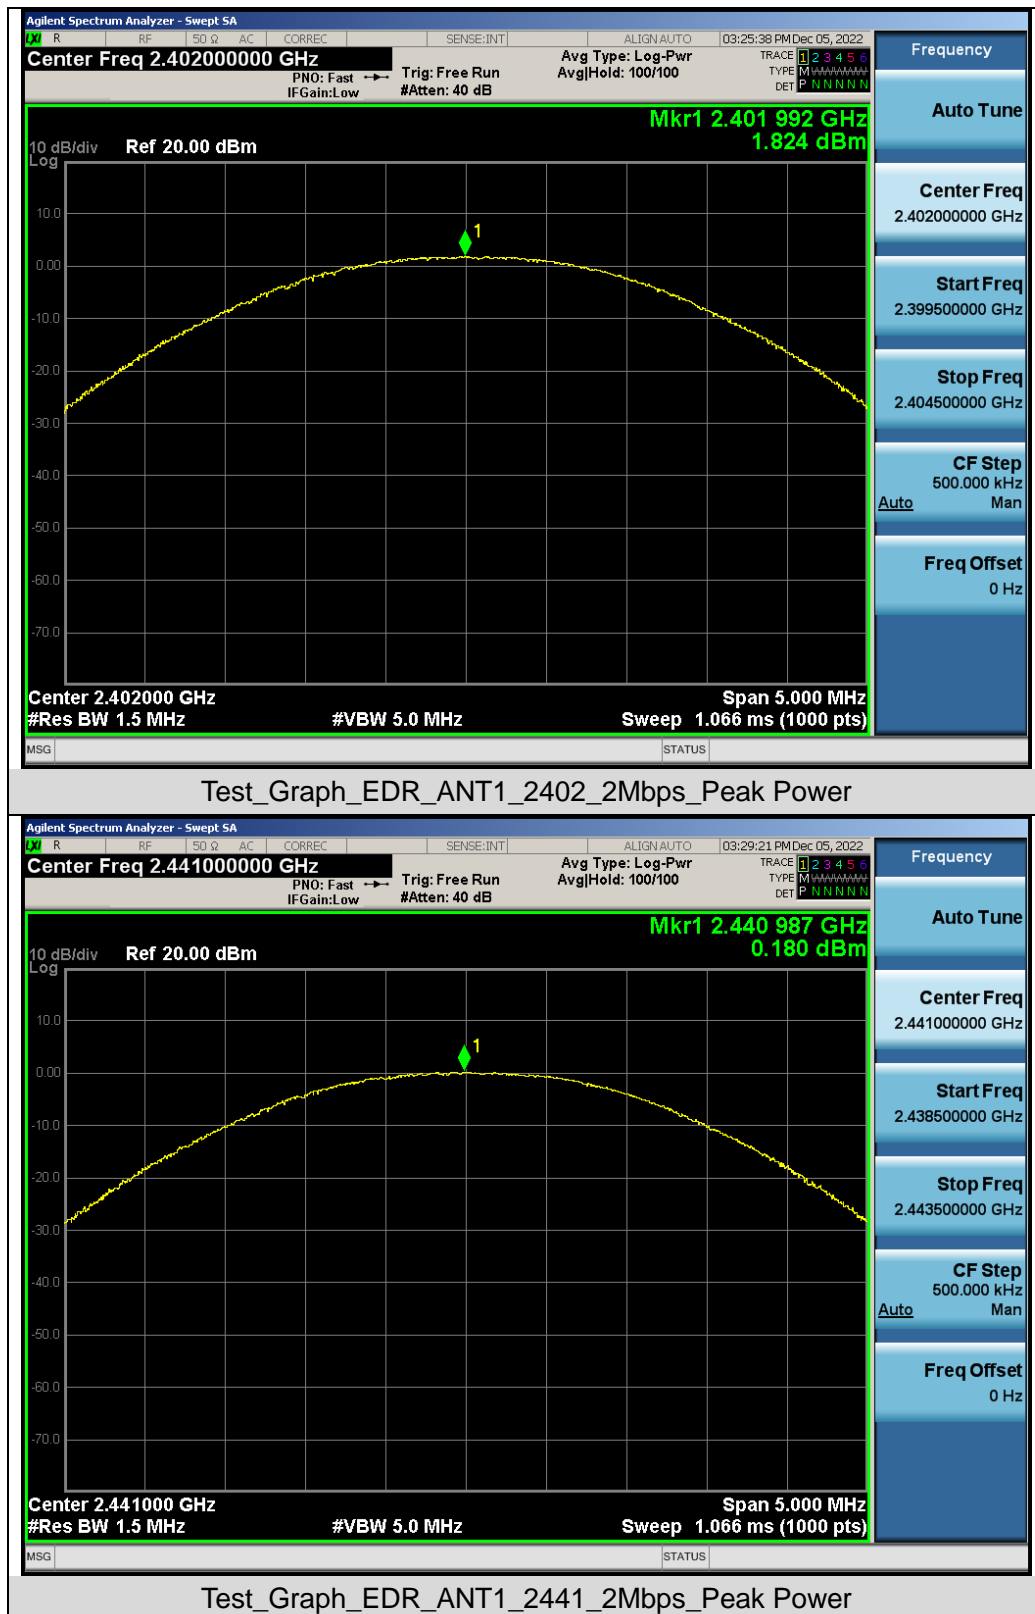 Agilent Spectrum Analyzer - Swept SA
LXI R RF 50 Ω AC CORREC SENSE:INT ALIGN AUTO 03:25:38 PM Dec 05, 2022
Center Freq 2.402000000 GHz
PNO: Fast
IFGain:Low
Trig: Free Run
#Atten: 40 dB
Avg Type: Log-Pwr
Avg|Hold: 100/100
TRACE 1 2 3 4 5 6
TYPE M WWWWW
DET P N N N N N
Frequency
Mkr1 2.401 992 GHz
1.824 dBm
10 dB/div Ref 20.00 dBm
Log
10.0
0.00
-10.0
-20.0
-30.0
-40.0
-50.0
-60.0
-70.0
1
Center 2.402000 GHz Span 5.000 MHz
#Res BW 1.5 MHz #VBW 5.0 MHz Sweep 1.066 ms (1000 pts)
MSG STATUS
Auto Tune
Center Freq
2.402000000 GHz
Start Freq
2.399500000 GHz
Stop Freq
2.404500000 GHz
CF Step
500.000 kHz
Auto Man
Freq Offset
0 Hz
Test_Graph_EDR_ANT1_2402_2Mbps_Peak Power
Agilent Spectrum Analyzer - Swept SA
LXI R RF 50 Ω AC CORREC SENSE:INT ALIGN AUTO 03:29:21 PM Dec 05, 2022
Center Freq 2.441000000 GHz
PNO: Fast
IFGain:Low
Trig: Free Run
#Atten: 40 dB
Avg Type: Log-Pwr
Avg|Hold: 100/100
TRACE 1 2 3 4 5 6
TYPE M WWWWW
DET P N N N N N
Frequency
Mkr1 2.440 987 GHz
0.180 dBm
10 dB/div Ref 20.00 dBm
Log
10.0
0.00
-10.0
-20.0
-30.0
-40.0
-50.0
-60.0
-70.0
1
Center 2.441000 GHz Span 5.000 MHz
#Res BW 1.5 MHz #VBW 5.0 MHz Sweep 1.066 ms (1000 pts)
MSG STATUS
Auto Tune
Center Freq
2.441000000 GHz
Start Freq
2.438500000 GHz
Stop Freq
2.443500000 GHz
CF Step
500.000 kHz
Auto Man
Freq Offset
0 Hz
Test_Graph_EDR_ANT1_2441_2Mbps_Peak Power